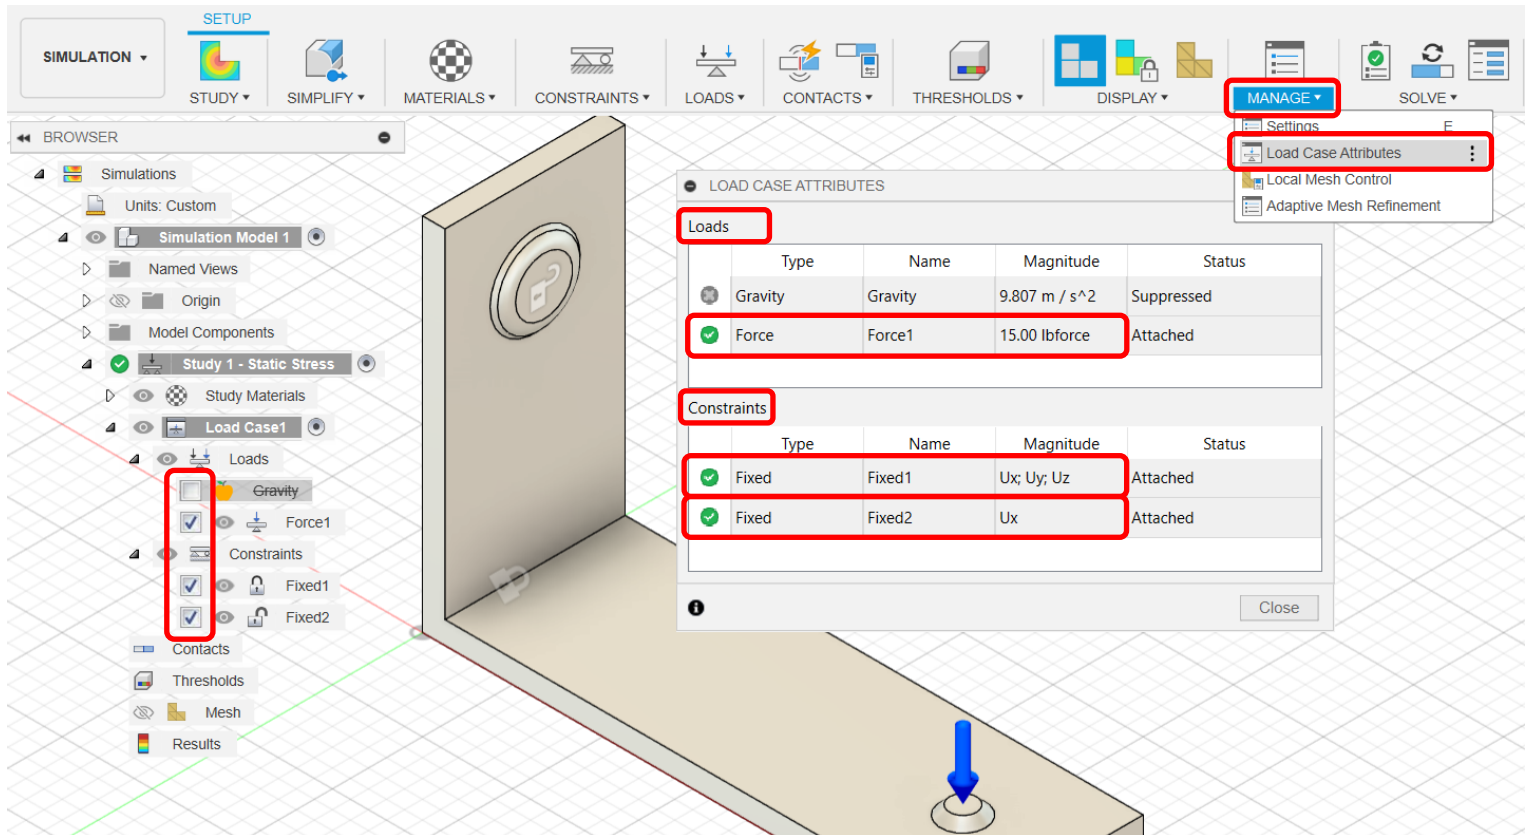 SETUP
SIMULATION
STUDY
SIMPLIFY
MATERIALS
CONSTRAINTS
LOADS
CONTACTS
THRESHOLDS
DISPLAY
MANAGE
SOLVE
Settings E
Load Case Attributes
Local Mesh Control
Adaptive Mesh Refinement
BROWSER
Simulations
Units: Custom
Simulation Model 1
Named Views
Origin
Model Components
Study 1 - Static Stress
Study Materials
Load Case1
Loads
Gravity
Force1
Constraints
Fixed1
Fixed2
Contacts
Thresholds
Mesh
Results
LOAD CASE ATTRIBUTES
Loads
Type Name Magnitude Status
Gravity Gravity 9.807 m / s^2 Suppressed
Force Force1 15.00 lbforce Attached
Constraints
Type Name Magnitude Status
Fixed Fixed1 Ux; Uy; Uz Attached
Fixed Fixed2 Ux Attached
Close